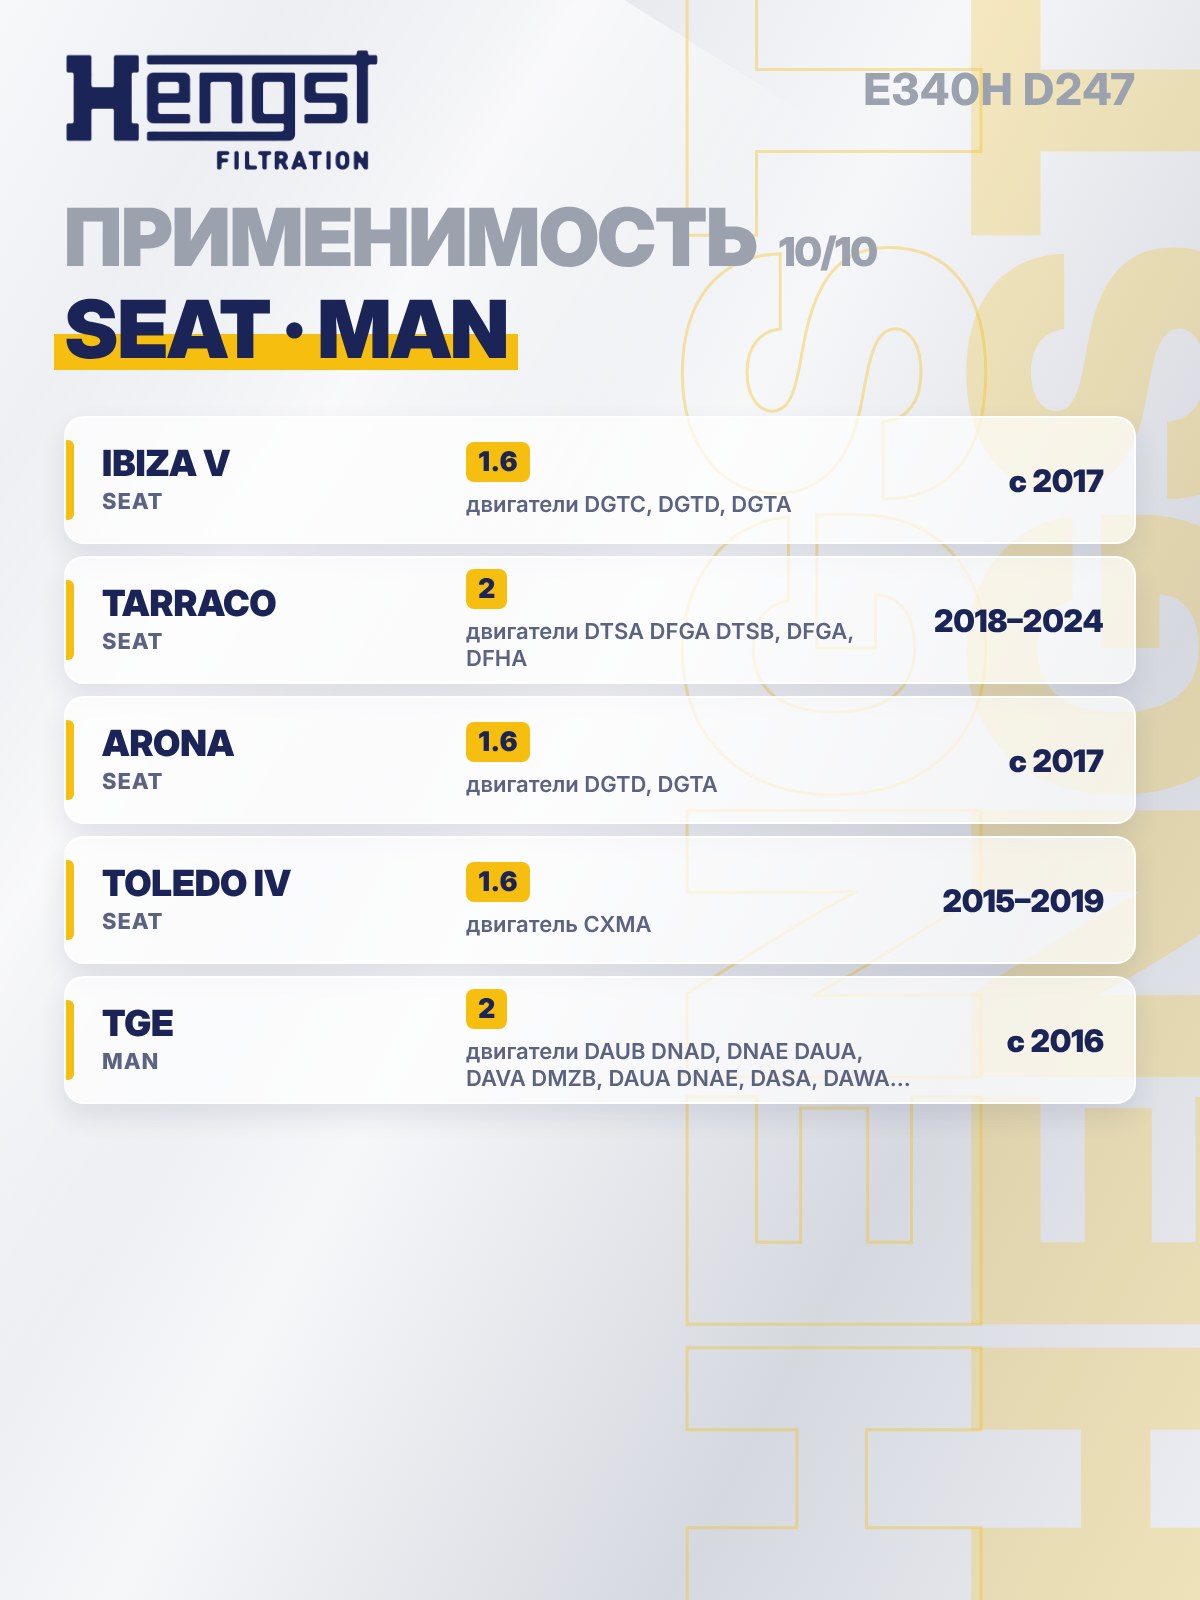 Hengst
FILTRATION
E340H D247
ПРИМЕНИМОСТЬ 10/10
SEAT · MAN
IBIZA V
SEAT
1.6
двигатели DGTC, DGTD, DGTA
с 2017
TARRACO
SEAT
2
двигатели DTSA DFGA DTSB, DFGA,
DFHA
2018–2024
ARONA
SEAT
1.6
двигатели DGTD, DGTA
с 2017
TOLEDO IV
SEAT
1.6
двигатель CXMA
2015–2019
TGE
MAN
2
двигатели DAUB DNAD, DNAE DAUA,
DAVA DMZB, DAUA DNAE, DASA, DAWA...
с 2016
HENGST
HENGST